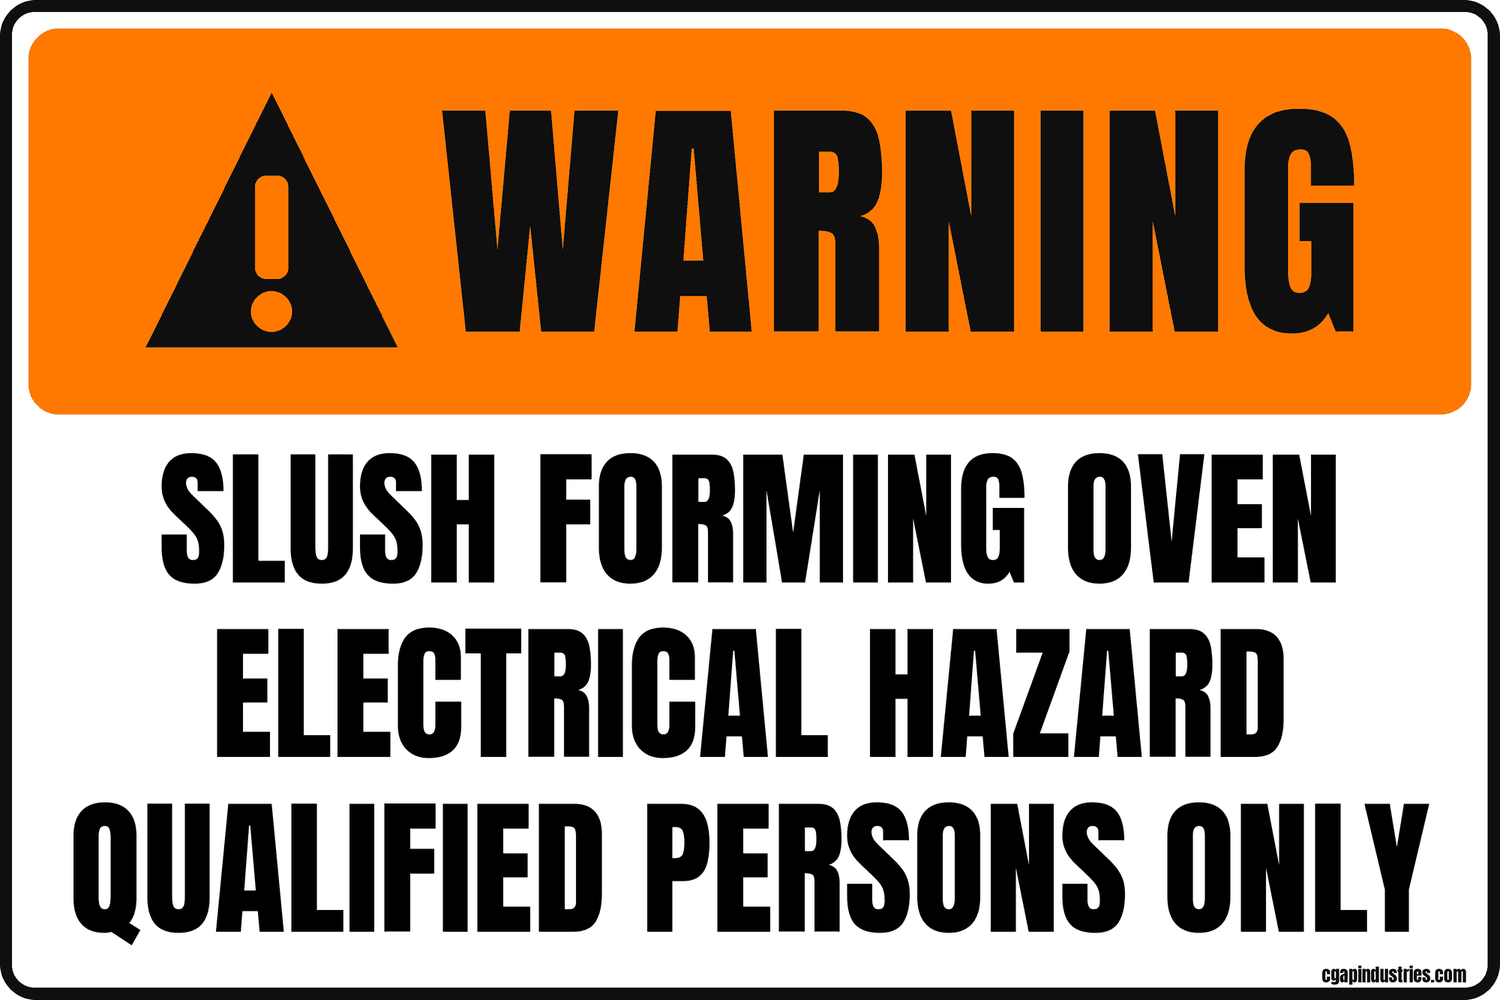 WARNING
SLUSH FORMING OVEN
ELECTRICAL HAZARD
QUALIFIED PERSONS ONLY
cgapindustries.com